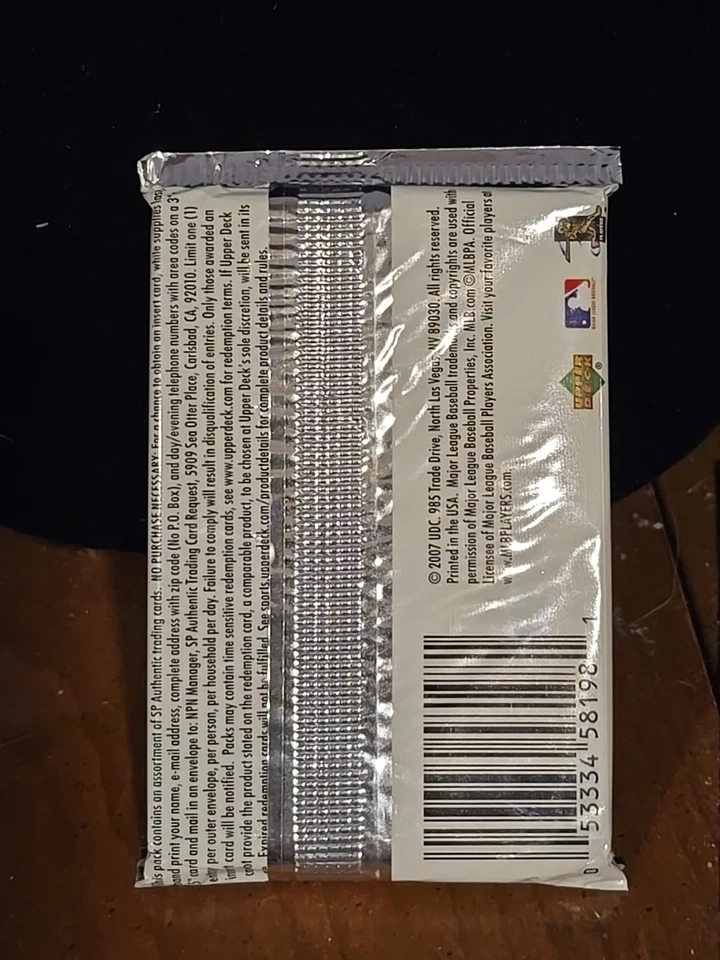 his pack contains an assortment of SP Authentic trading cards. NO PURCHASE NECESSARY. For a chance to obtain an insert card, while supplies las
and print your name, e-mail address, complete address with zip code (No P.O. Box), and day/evening telephone numbers with area codes on a 3"
5" card and mail in an envelope to: NPN Manager, SP Authentic Trading Card Request, 5909 Sea Otter Place, Carlsbad, CA, 92010. Limit one (1)
per outer envelope, per person, per household per day. Failure to comply will result in disqualification of entries. Only those awarded an
card will be notified. Packs may contain time sensitive redemption cards, see www.upperdeck.com for redemption terms. If Upper Deck
provide the product stated on the redemption card, a comparable product, to be chosen at Upper Deck's sole discretion, will be sent in its
Expired redemption cards will not be fulfilled. See sports.upperdeck.com/productdetails for complete product details and rules.
© 2007 UDC. 985 Trade Drive, North Las Vegas, NV 89030. All rights reserved.
Printed in the USA. Major League Baseball trademarks and copyrights are used with
permission of Major League Baseball Properties, Inc. MLB.com ©MLBPA. Official
Licensee of Major League Baseball Players Association. Visit your favorite players a
www.MLBPLAYERS.com.
0 53334 58198 1
UPPER
DECK
®